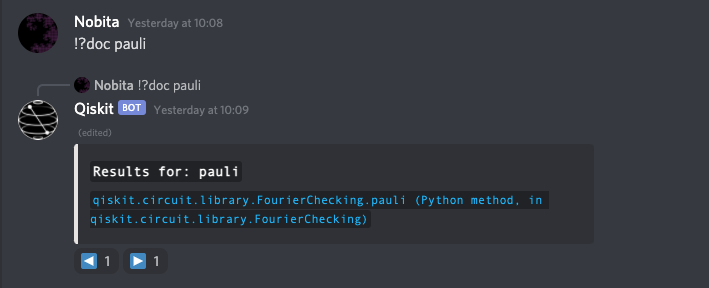 Nobita Yesterday at 10:08
!?doc pauli
Nobita !?doc pauli
Qiskit BOT Yesterday at 10:09
(edited)
Results for: pauli
qiskit.circuit.library.FourierChecking.pauli (Python method, in
qiskit.circuit.library.FourierChecking)
1 1